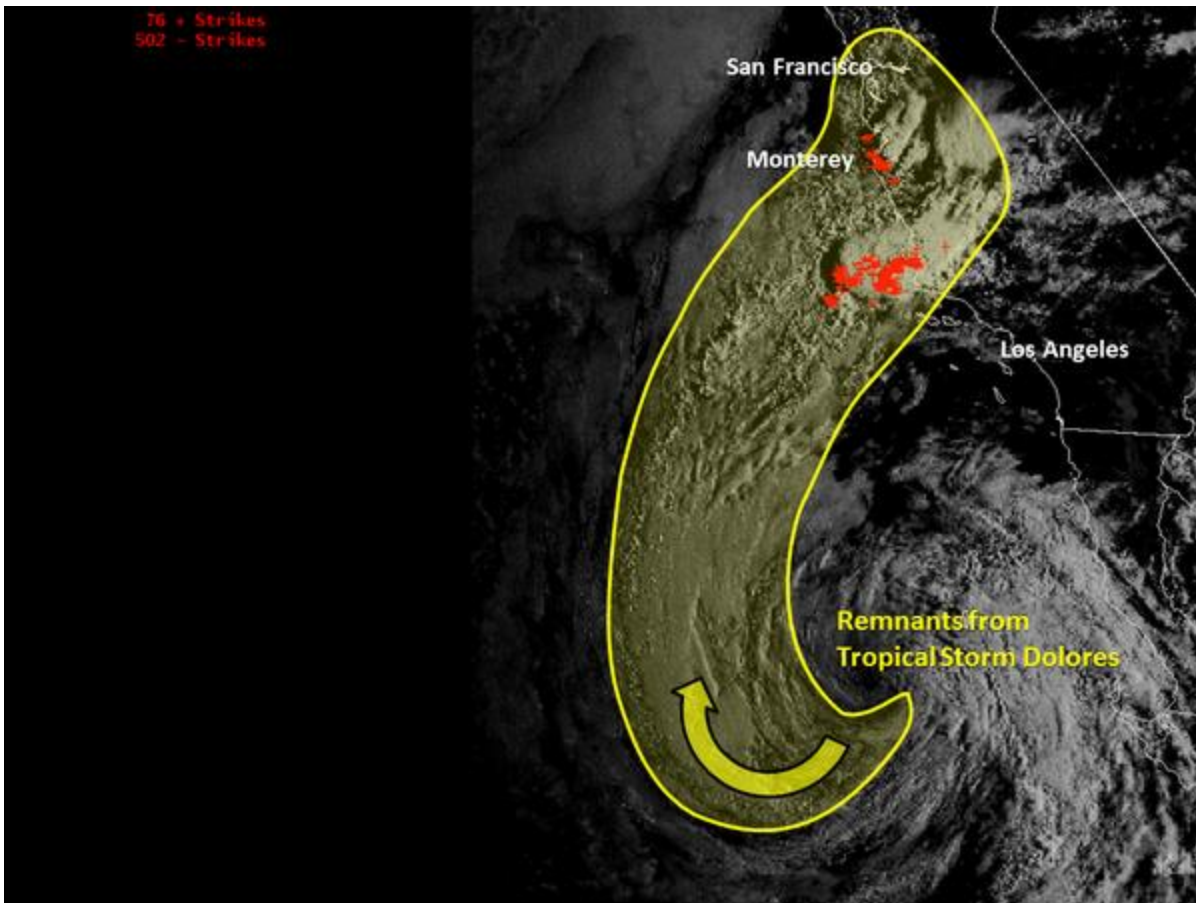 76 + Strikes
502 - Strikes
San Francisco
Monterey
Los Angeles
Remnants from
Tropical Storm Dolores